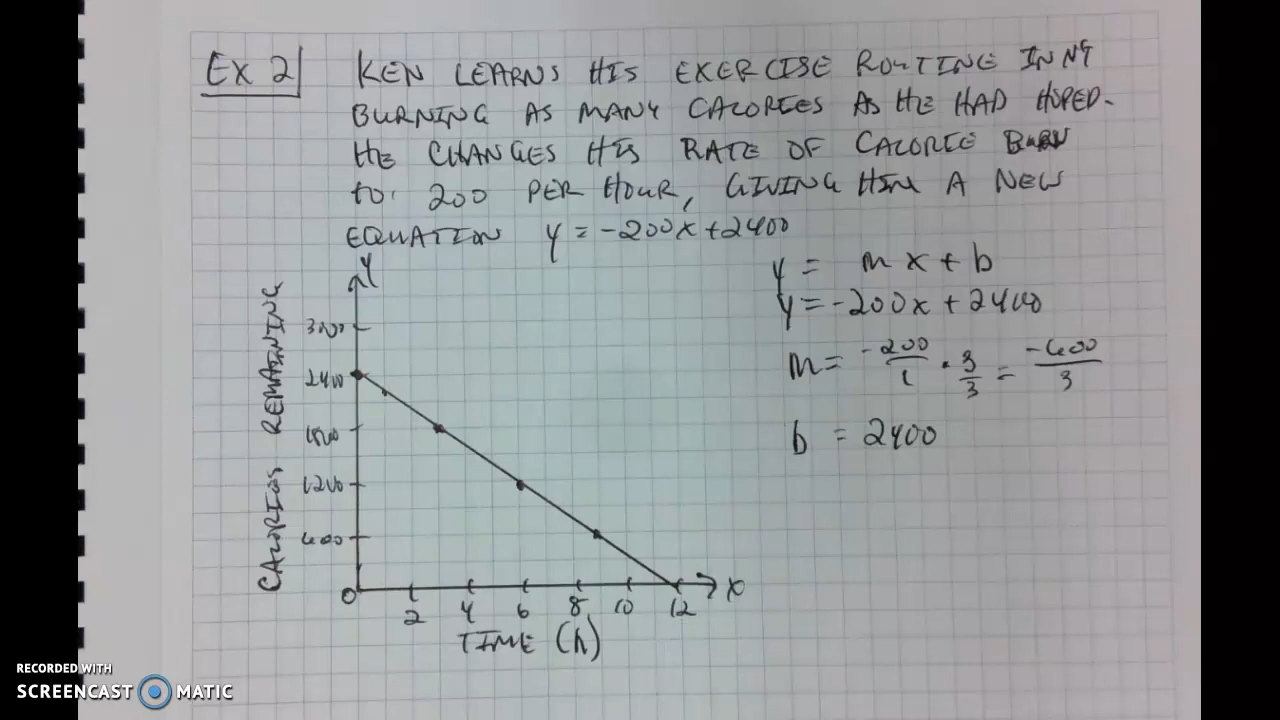 Ex 2 KEN LEARNS HIS EXERCISE ROUTINE IN NT
BURNING AS MANY CALORIES AS HE HAD HOPED.
HE CHANGES HIS RATE OF CALORIE BURN
TO 200 PER HOUR, GIVING HIM A NEW
EQUATION y = -200x + 2400
y = mx + b
y = -200x + 2400
m = -200/1 · 3/3 = -600/3
b = 2400
CALORIES REMAINING
y
3000
2400
1800
1200
600
0
2 4 6 8 10 12
x
TIME (h)
RECORDED WITH
SCREENCAST MATIC